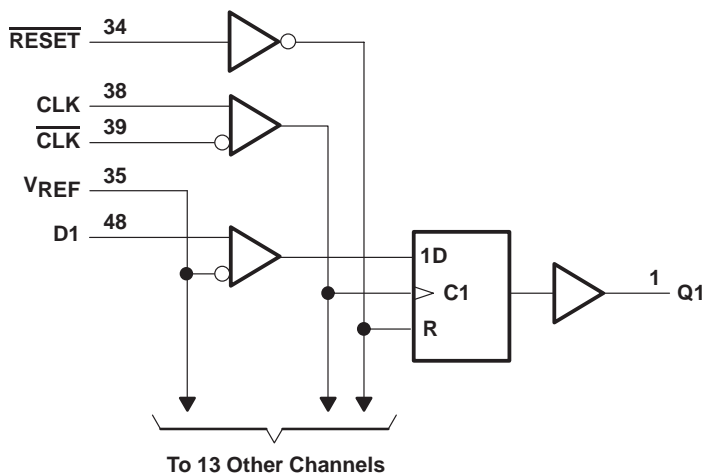 RESET 34
CLK 38
CLK 39
VREF 35
D1 48
1D
C1
R
1 Q1
To 13 Other Channels